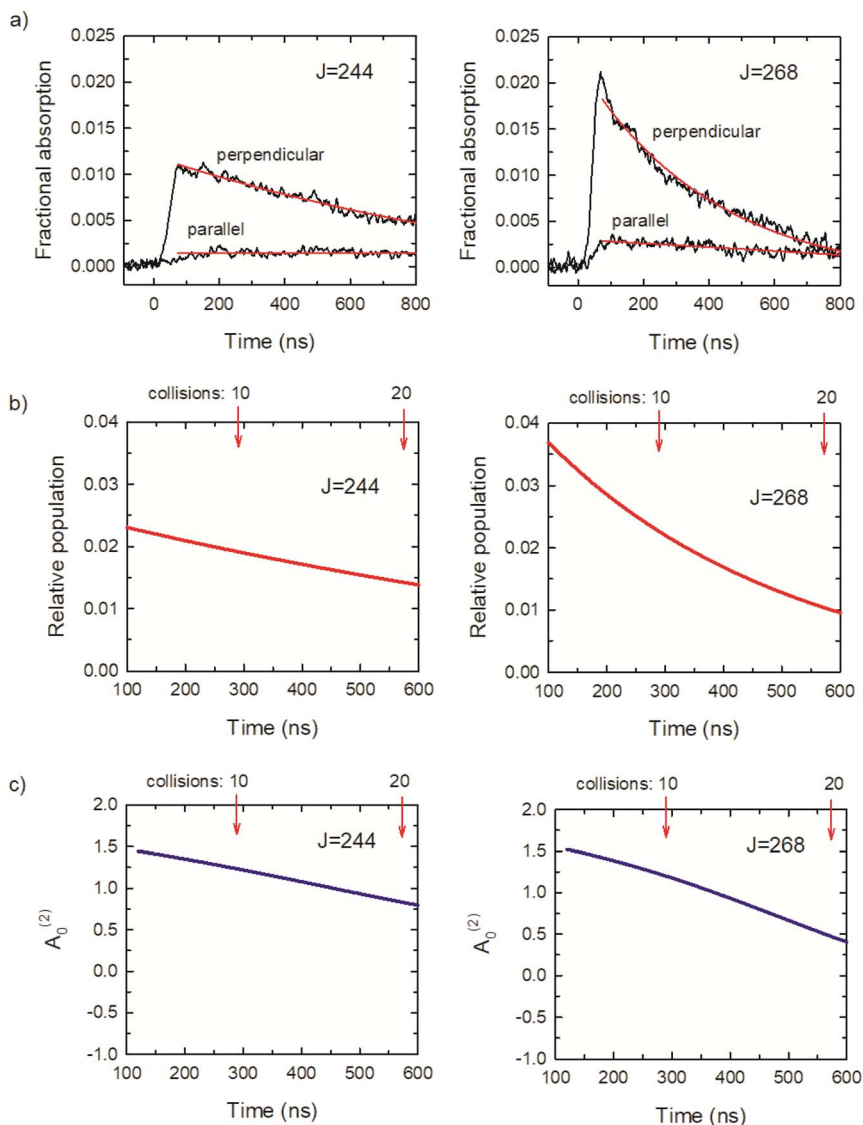 a)
0.025
0.020
0.015
0.010
0.005
0.000
Fractional absorption
J=244
perpendicular
parallel
0 200 400 600 800
Time (ns)
0.025
0.020
0.015
0.010
0.005
0.000
Fractional absorption
J=268
perpendicular
parallel
0 200 400 600 800
Time (ns)
b)
collisions: 10 20
0.04
0.03
0.02
0.01
0.00
Relative population
J=244
100 200 300 400 500 600
Time (ns)
collisions: 10 20
0.04
0.03
0.02
0.01
0.00
Relative population
J=268
100 200 300 400 500 600
Time (ns)
c)
collisions: 10 20
2.0
1.5
1.0
0.5
0.0
-0.5
-1.0
A₀⁽²⁾
J=244
100 200 300 400 500 600
Time (ns)
collisions: 10 20
2.0
1.5
1.0
0.5
0.0
-0.5
-1.0
A₀⁽²⁾
J=268
100 200 300 400 500 600
Time (ns)